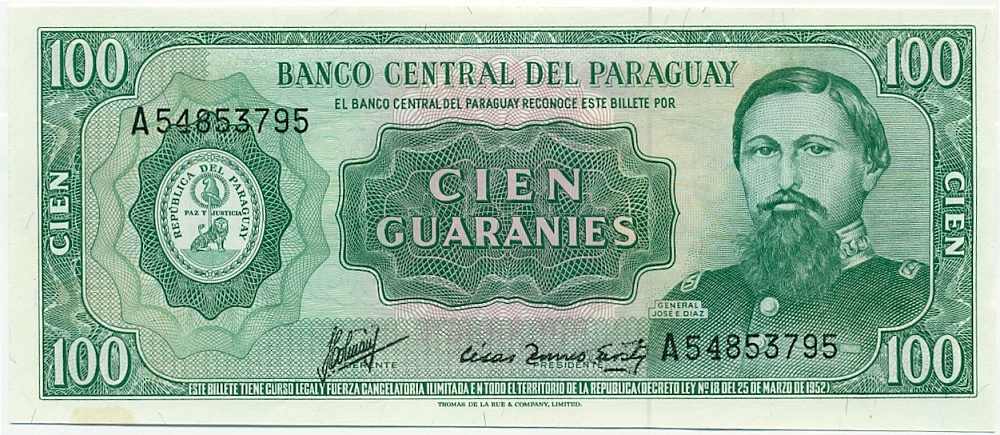 100
100
BANCO CENTRAL DEL PARAGUAY
EL BANCO CENTRAL DEL PARAGUAY RECONOCE ESTE BILLETE POR
A54853795
REPUBLICA DEL PARAGUAY
PAZ Y JUSTICIA
CIEN
CIEN
GUARANIES
CIEN
GENERAL
JOSE E. DIAZ
GERENTE
César
PRESIDENTE
A54853795
100
100
ESTE BILLETE TIENE CURSO LEGAL Y FUERZA CANCELATORIA ILIMITADA EN TODO EL TERRITORIO DE LA REPUBLICA (DECRETO LEY Nº 18 DEL 25 DE MARZO DE 1952)
THOMAS DE LA RUE & COMPANY, LIMITED.